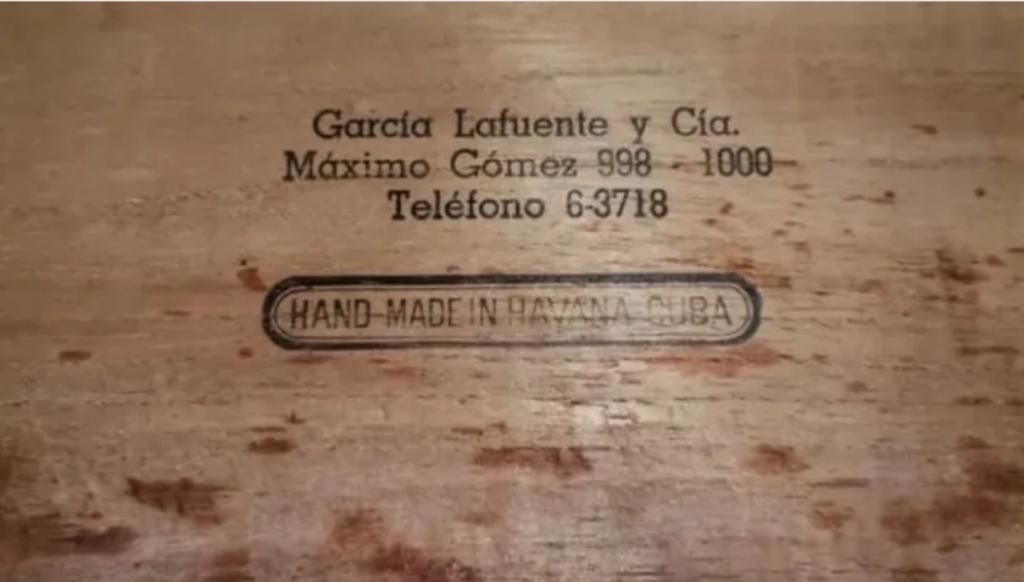 García Lafuente y Cía.
Máximo Gómez 998 - 1000
Teléfono 6-3718
HAND MADE IN HAVANA-CUBA